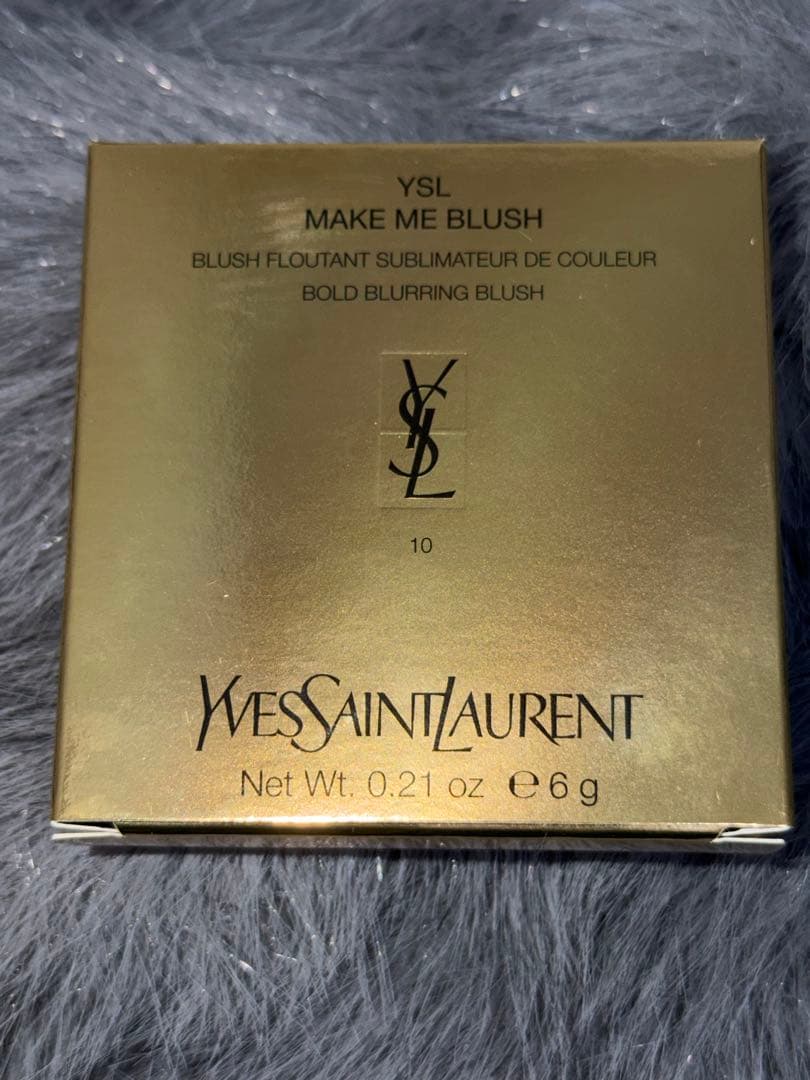 YSL
MAKE ME BLUSH
BLUSH FLOUTANT SUBLIMATEUR DE COULEUR
BOLD BLURRING BLUSH
YSL
10
YVESSAINTLAURENT
Net Wt. 0.21 oz ℮ 6 g